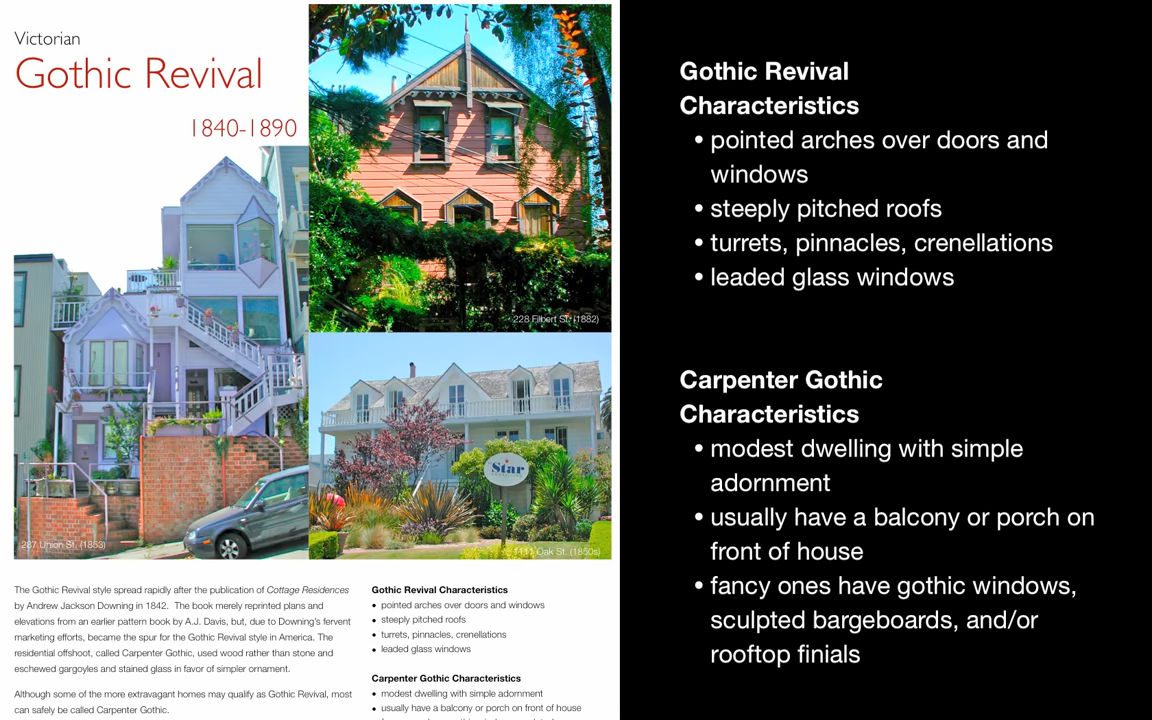 Victorian
Gothic Revival
1840-1890
228 Filbert St. (1882)
Star
287 Union St. (1853)
1111 Oak St. (1850s)
The Gothic Revival style spread rapidly after the publication of Cottage Residences
by Andrew Jackson Downing in 1842. The book merely reprinted plans and
elevations from an earlier pattern book by A.J. Davis, but, due to Downing's fervent
marketing efforts, became the spur for the Gothic Revival style in America. The
residential offshoot, called Carpenter Gothic, used wood rather than stone and
eschewed gargoyles and stained glass in favor of simpler ornament.
Although some of the more extravagant homes may qualify as Gothic Revival, most
can safely be called Carpenter Gothic.
Gothic Revival Characteristics
• pointed arches over doors and windows
• steeply pitched roofs
• turrets, pinnacles, crenellations
• leaded glass windows
Carpenter Gothic Characteristics
• modest dwelling with simple adornment
• usually have a balcony or porch on front of house
Gothic Revival
Characteristics
• pointed arches over doors and
windows
• steeply pitched roofs
• turrets, pinnacles, crenellations
• leaded glass windows
Carpenter Gothic
Characteristics
• modest dwelling with simple
adornment
• usually have a balcony or porch on
front of house
• fancy ones have gothic windows,
sculpted bargeboards, and/or
rooftop finials